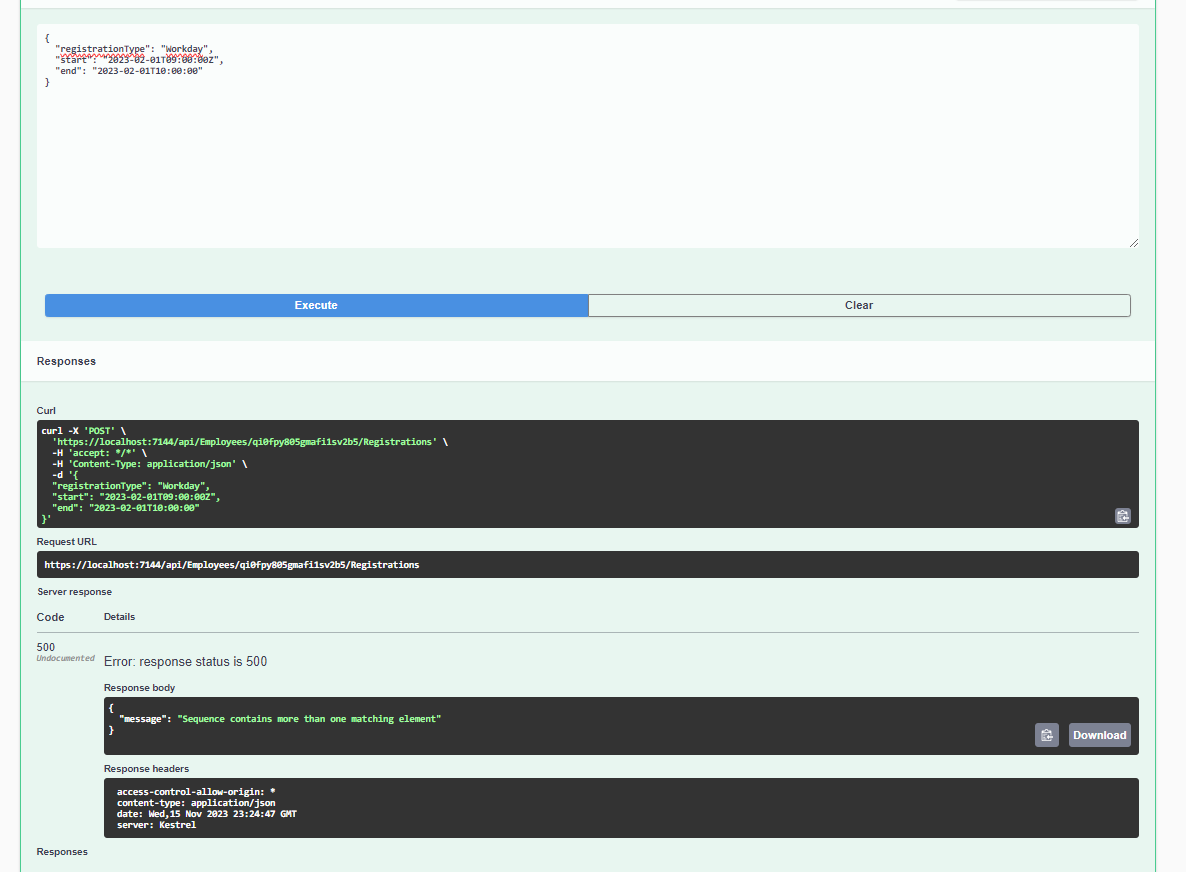 {
"registrationType": "Workday",
"start": "2023-02-01T09:00:00Z",
"end": "2023-02-01T10:00:00"
}
Execute
Clear
Responses
Curl
curl -X 'POST' \
'https://localhost:7144/api/Employees/qi0fpy805gmafi1sv2b5/Registrations' \
-H 'accept: */*' \
-H 'Content-Type: application/json' \
-d '{
"registrationType": "Workday",
"start": "2023-02-01T09:00:00Z",
"end": "2023-02-01T10:00:00"
}'
Request URL
https://localhost:7144/api/Employees/qi0fpy805gmafi1sv2b5/Registrations
Server response
Code Details
500
Undocumented
Error: response status is 500
Response body
{
"message": "Sequence contains more than one matching element"
}
Download
Response headers
access-control-allow-origin: *
content-type: application/json
date: Wed,15 Nov 2023 23:24:47 GMT
server: Kestrel
Responses